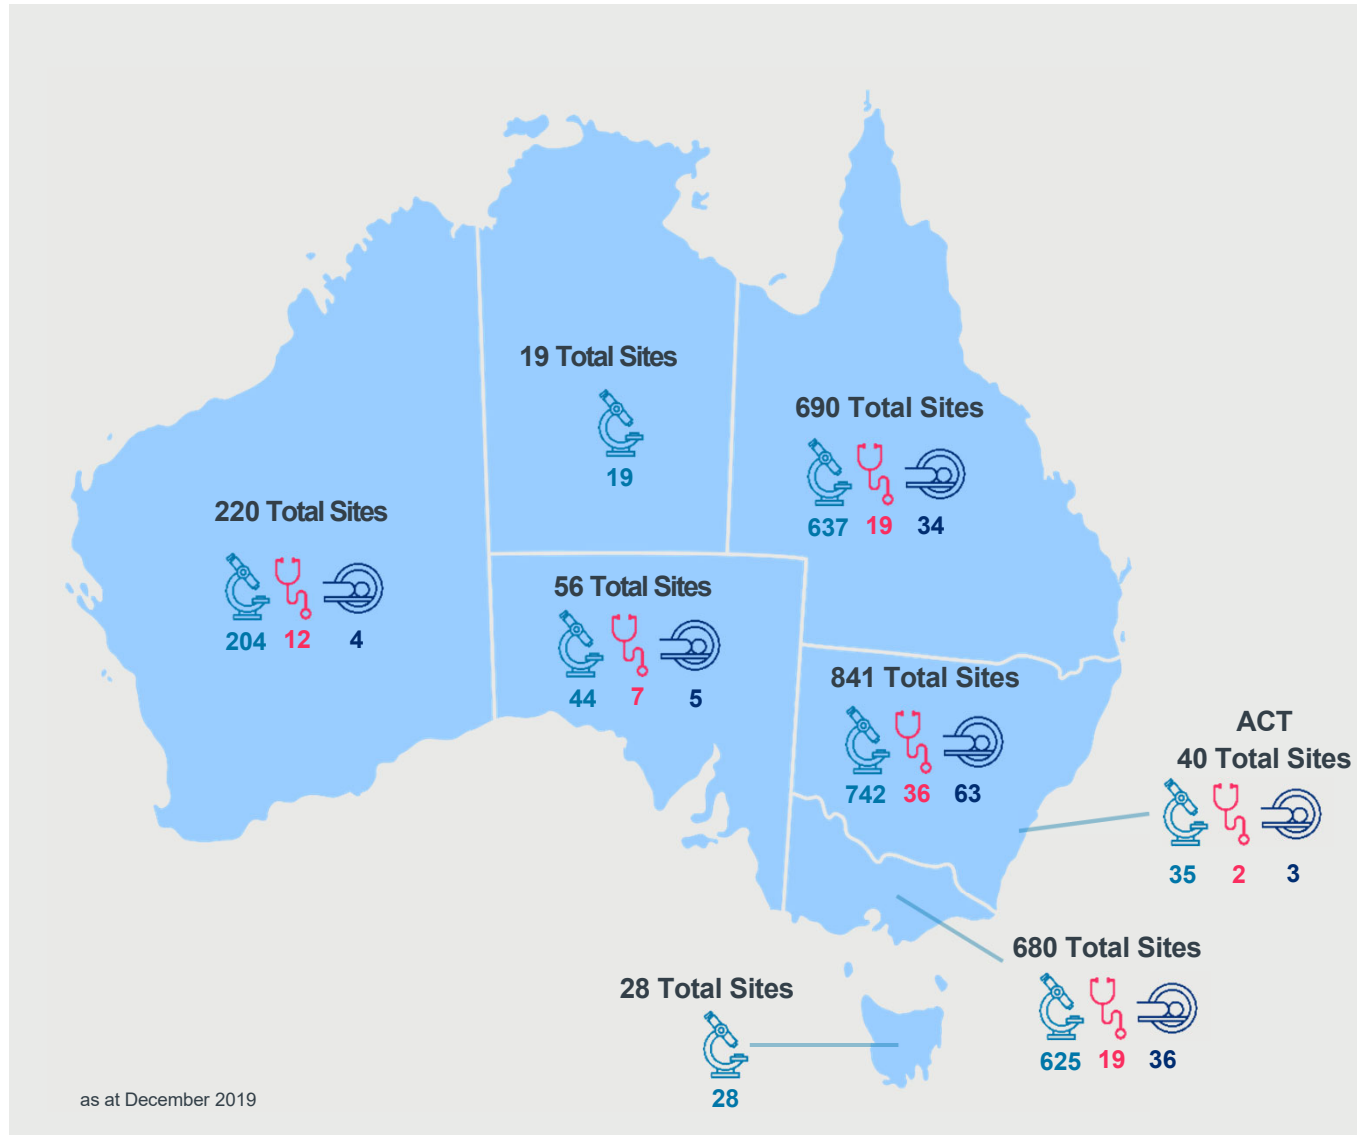 19 Total Sites
19
690 Total Sites
637 19 34
220 Total Sites
204 12 4
56 Total Sites
44 7 5
841 Total Sites
742 36 63
ACT
40 Total Sites
35 2 3
680 Total Sites
625 19 36
28 Total Sites
28
as at December 2019